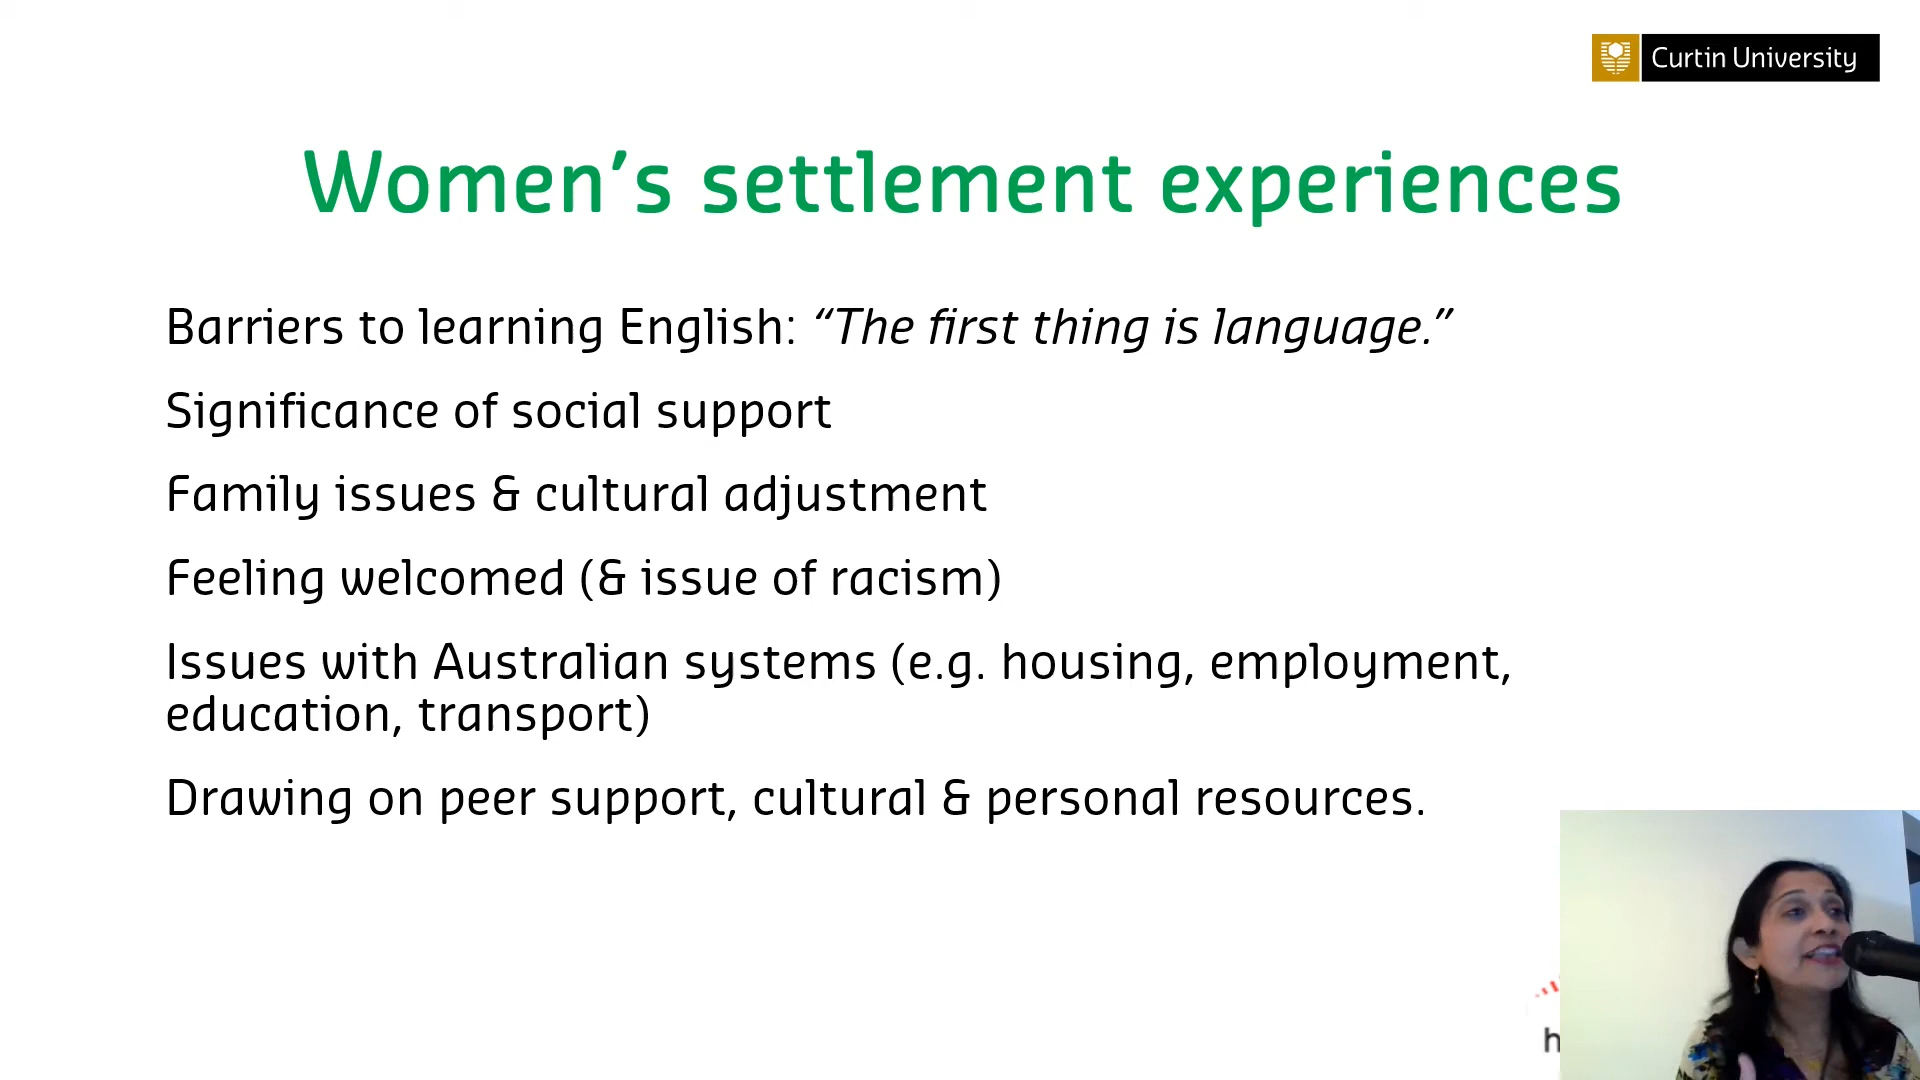 Curtin University
Women’s settlement experiences
Barriers to learning English: “The first thing is language.”
Significance of social support
Family issues & cultural adjustment
Feeling welcomed (& issue of racism)
Issues with Australian systems (e.g. housing, employment,
education, transport)
Drawing on peer support, cultural & personal resources.